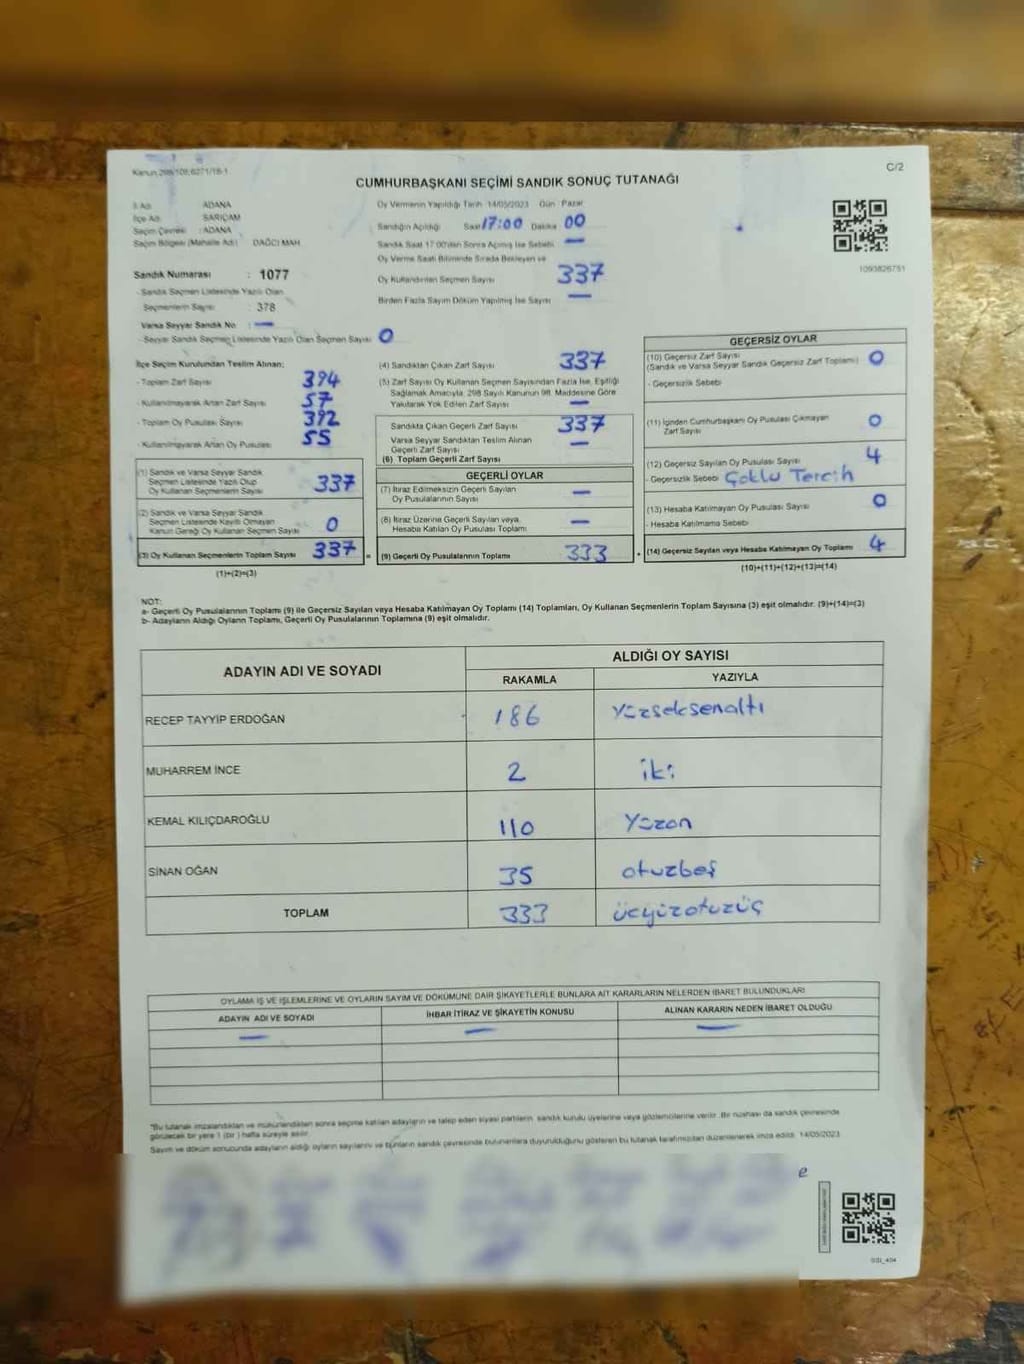 Kanun 298/108, 6271/18-1
C/2
CUMHURBAŞKANI SEÇİMİ SANDIK SONUÇ TUTANAĞI
İl Adı ADANA
İlçe Adı SARIÇAM
Seçim Çevresi : ADANA
Seçim Bölgesi (Mahalle Adı) DAĞCI MAH
Sandık Numarası : 1077
- Sandık Seçmen Listesinde Yazılı Olan
Seçmenlerin Sayısı : 378
Varsa Seyyar Sandık No : —
- Seyyar Sandık Seçmen Listesinde Yazılı Olan Seçmen Sayısı 0
Oy Vermenin Yapıldığı Tarih 14/05/2023 Gün Pazar
Sandığın Açıldığı Saat 17:00 Dakika 00
Sandık Saat 17:00'den Sonra Açılmış İse Sebebi —
Oy Verme Saati Bitiminde Sırada Bekleyen ve
Oy Kullandırılan Seçmen Sayısı 337
Birden Fazla Sayım Döküm Yapılmış İse Sayısı —
1093826751
İlçe Seçim Kurulundan Teslim Alınan;
- Toplam Zarf Sayısı 394
- Kullanılmayarak Artan Zarf Sayısı 57
- Toplam Oy Pusulası Sayısı 392
- Kullanılmayarak Artan Oy Pusulası 55
(1) Sandık ve Varsa Seyyar Sandık
Seçmen Listesinde Yazılı Olup
Oy Kullanan Seçmenlerin Sayısı 337
(2) Sandık ve Varsa Seyyar Sandık
Seçmen Listesinde Kayıtlı Olmayan
Kanun Gereği Oy Kullanan Seçmen Sayısı 0
(3) Oy Kullanan Seçmenlerin Toplam Sayısı 337 =
(1)+(2)=(3)
(4) Sandıktan Çıkan Zarf Sayısı 337
(5) Zarf Sayısı Oy Kullanan Seçmen Sayısından Fazla İse, Eşitliği
Sağlamak Amacıyla, 298 Sayılı Kanunun 98. Maddesine Göre
Yakılarak Yok Edilen Zarf Sayısı —
Sandıkta Çıkan Geçerli Zarf Sayısı 337
Varsa Seyyar Sandıktan Teslim Alınan
Geçerli Zarf Sayısı —
(6) Toplam Geçerli Zarf Sayısı
GEÇERLİ OYLAR
(7) İtiraz Edilmeksizin Geçerli Sayılan
Oy Pusulalarının Sayısı —
(8) İtiraz Üzerine Geçerli Sayılan veya
Hesaba Katılan Oy Pusulası Toplamı —
(9) Geçerli Oy Pusulalarının Toplamı 333 +
GEÇERSİZ OYLAR
(10) Geçersiz Zarf Sayısı 0
(Sandık ve Varsa Seyyar Sandık Geçersiz Zarf Toplamı)
- Geçersizlik Sebebi
(11) İçinden Cumhurbaşkanı Oy Pusulası Çıkmayan
Zarf Sayısı 0
(12) Geçersiz Sayılan Oy Pusulası Sayısı 4
- Geçersizlik Sebebi Çoklu Tercih
(13) Hesaba Katılmayan Oy Pusulası Sayısı 0
- Hesaba Katılmama Sebebi
(14) Geçersiz Sayılan veya Hesaba Katılmayan Oy Toplamı 4
(10)+(11)+(12)+(13)=(14)
NOT:
a- Geçerli Oy Pusulalarının Toplamı (9) ile Geçersiz Sayılan veya Hesaba Katılmayan Oy Toplamı (14) Toplamları, Oy Kullanan Seçmenlerin Toplam Sayısına (3) eşit olmalıdır. (9)+(14)=(3)
b- Adayların Aldığı Oyların Toplamı, Geçerli Oy Pusulalarının Toplamına (9) eşit olmalıdır.
ADAYIN ADI VE SOYADI ALDIĞI OY SAYISI
RAKAMLA YAZIYLA
RECEP TAYYİP ERDOĞAN 186 Yüzseksenaltı
MUHARREM İNCE 2 iki
KEMAL KILIÇDAROĞLU 110 Yüzon
SİNAN OĞAN 35 otuzbeş
TOPLAM 333 üçyüzotuzüç
OYLAMA İŞ VE İŞLEMLERİNE VE OYLARIN SAYIM VE DÖKÜMÜNE DAİR ŞİKAYETLERLE BUNLARA AİT KARARLARIN NELERDEN İBARET BULUNDUKLARI
ADAYIN ADI VE SOYADI İHBAR İTİRAZ VE ŞİKAYETİN KONUSU ALINAN KARARIN NEDEN İBARET OLDUĞU
— — —
"Bu tutanak imzalandıktan ve mühürlendikten sonra seçime katılan adayların ve talep eden siyasi partilerin, sandık kurulu üyelerine veya gözlemcilerine verilir. Bir nüshası da sandık çevresinde
görülecek bir yere 1 (bir) hafta süreyle asılır.
Sayım ve döküm sonucunda adayların aldığı oyların sayılarını ve bunların sandık çevresinde bulunanlara duyurulduğunu gösteren bu tutanak tarafımızdan düzenlenerek imza edildi. 14/05/2023
e